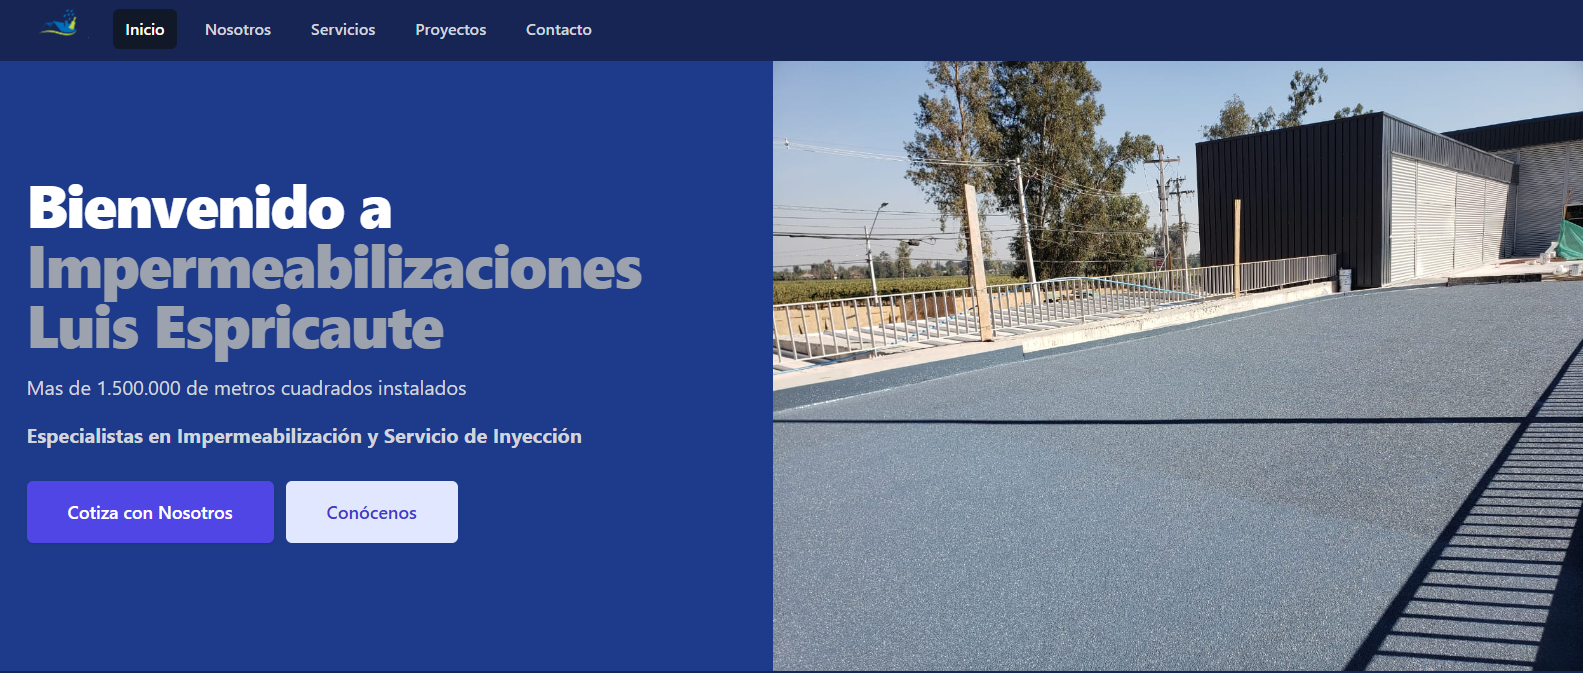 Inicio
Nosotros
Servicios
Proyectos
Contacto
Bienvenido a
Impermeabilizaciones
Luis Espricaute
Mas de 1.500.000 de metros cuadrados instalados
Especialistas en Impermeabilización y Servicio de Inyección
Cotiza con Nosotros
Conócenos